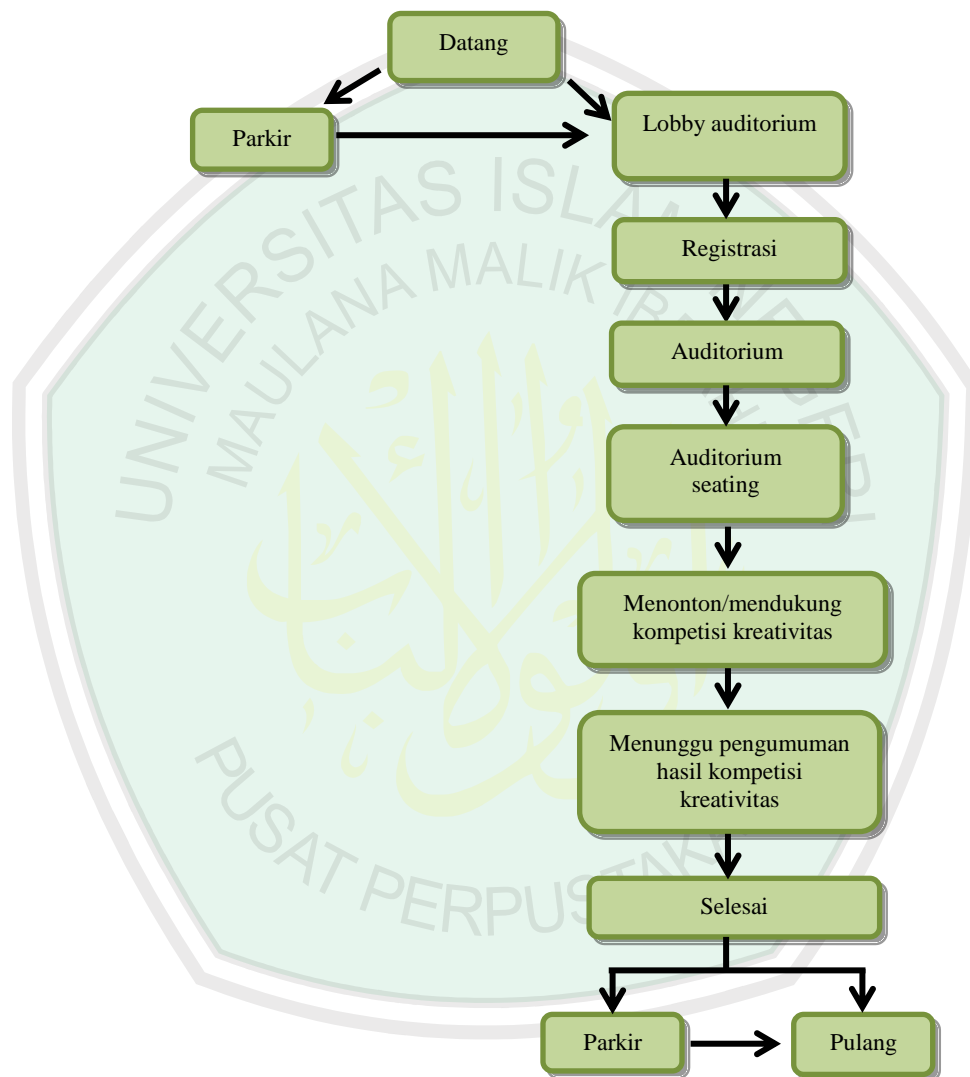 Datang
Parkir
Lobby auditorium
Registrasi
Auditorium
Auditorium
seating
Menonton/mendukung
kompetisi kreativitas
Menunggu pengumuman
hasil kompetisi
kreativitas
Selesai
Parkir
Pulang
UNIVERSITAS ISLAM NEGERI
MAULANA MALIK
PUSAT PERPUSTAKAAN